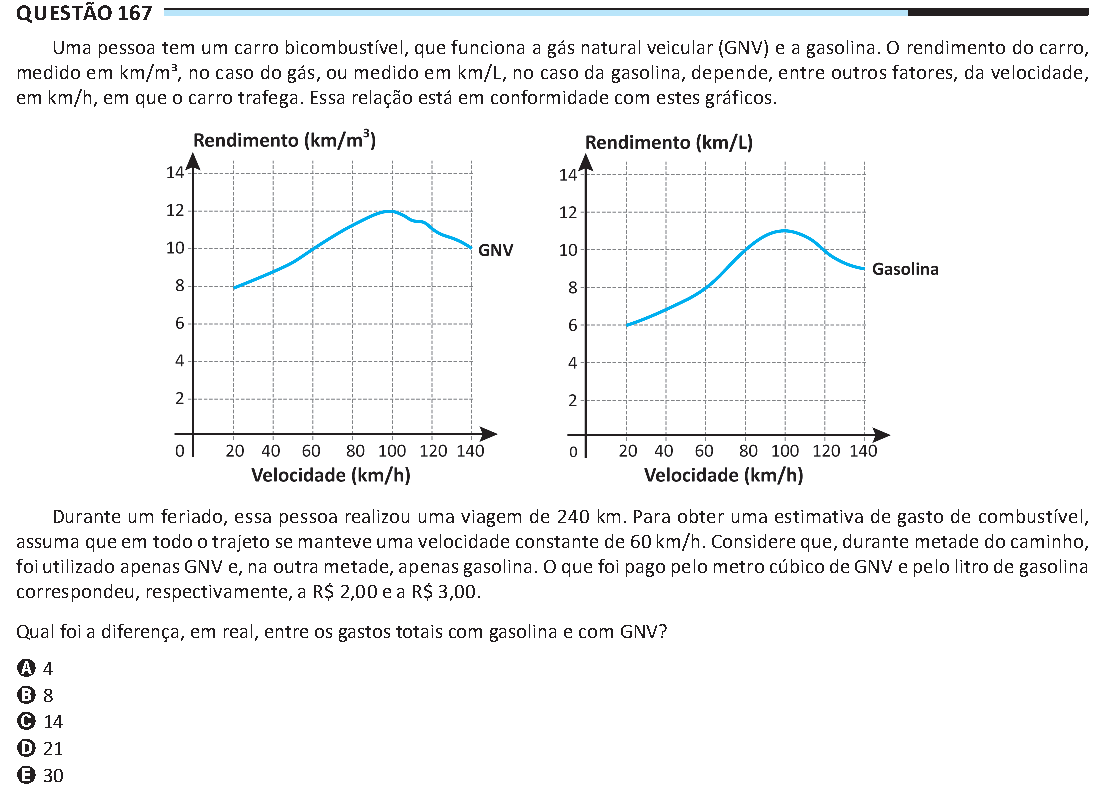 QUESTÃO 167
Uma pessoa tem um carro bicombustível, que funciona a gás natural veicular (GNV) e a gasolina. O rendimento do carro,
medido em km/m³, no caso do gás, ou medido em km/L, no caso da gasolina, depende, entre outros fatores, da velocidade,
em km/h, em que o carro trafega. Essa relação está em conformidade com estes gráficos.
Rendimento (km/m³)
14
12
10
8
6
4
2
0
20 40 60 80 100 120 140
Velocidade (km/h)
GNV
Rendimento (km/L)
14
12
10
8
6
4
2
0
20 40 60 80 100 120 140
Velocidade (km/h)
Gasolina
Durante um feriado, essa pessoa realizou uma viagem de 240 km. Para obter uma estimativa de gasto de combustível,
assuma que em todo o trajeto se manteve uma velocidade constante de 60 km/h. Considere que, durante metade do caminho,
foi utilizado apenas GNV e, na outra metade, apenas gasolina. O que foi pago pelo metro cúbico de GNV e pelo litro de gasolina
correspondeu, respectivamente, a R$ 2,00 e a R$ 3,00.
Qual foi a diferença, em real, entre os gastos totais com gasolina e com GNV?
A 4
B 8
C 14
D 21
E 30